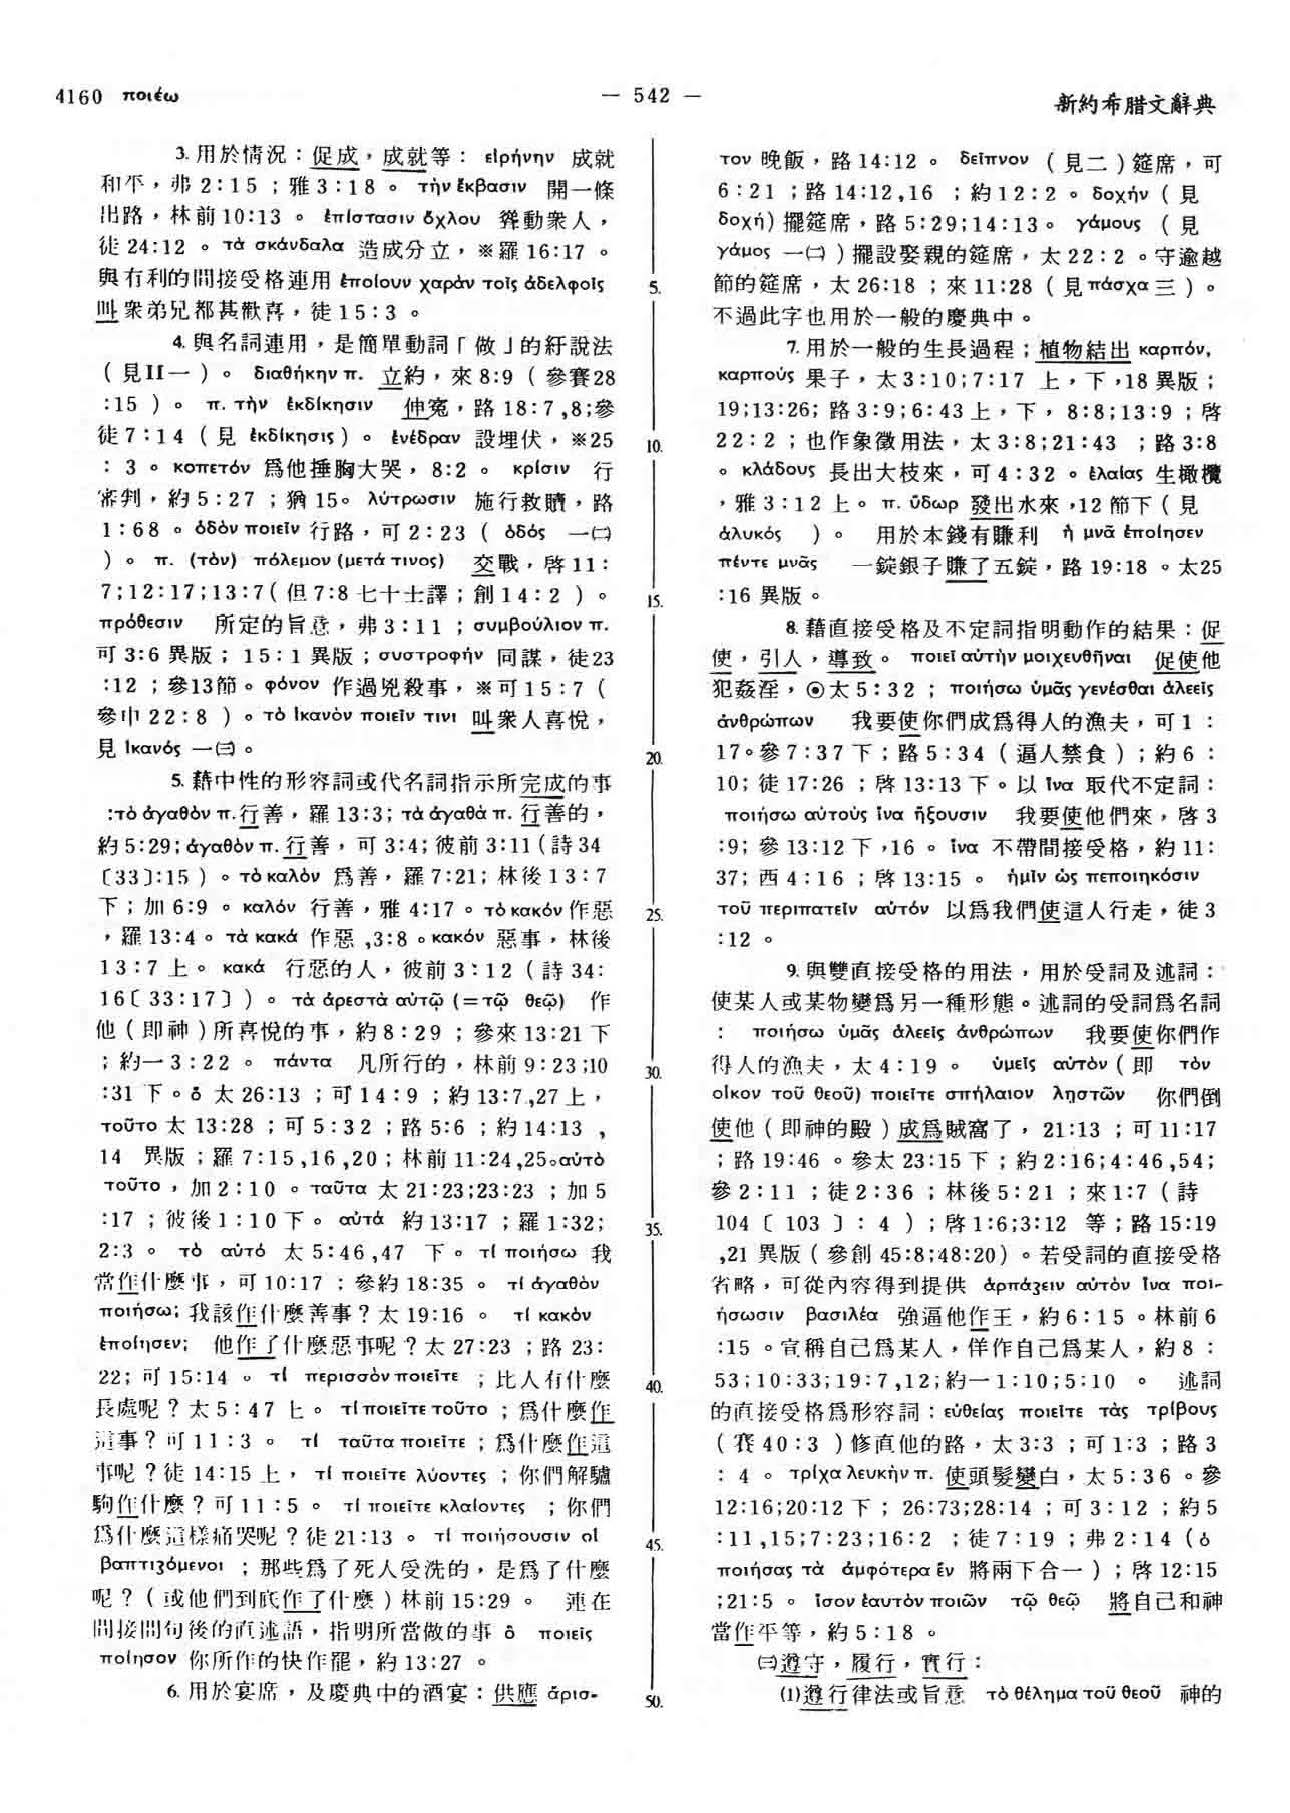 4160 ποιέω
— 542 —
新約希腊文辭典
3. 用於情況：促成，成就等： εἰρήνην 成就
和平，弗 2:15 ；雅 3:18 。 τὴν ἔκβασιν 開一條
出路，林前 10:13 。 ἐπίστασιν ὄχλου 聳動衆人，
徒 24:12 。 τὰ σκάνδαλα 造成分立，※羅 16:17 。
與有利的間接受格連用 ἐποίουν χαρὰν τοῖς ἀδελφοῖς
叫衆弟兄都甚歡喜，徒 15:3 。
4. 與名詞連用，是簡單動詞「做」的紆說法
（見II一）。 διαθήκην π. 立約，來 8:9 （參賽28
:15 ）。 π. τὴν ἐκδίκησιν 伸寃，路 18:7,8;參
徒 7:14 （見 ἐκδίκησις）。 ἐνέδραν 設埋伏，※25
: 3 。 κοπετόν 爲他捶胸大哭，8:2 。 κρίσιν 行
審判，約 5:27 ；猶 15。 λύτρωσιν 施行救贖，路
1:68 。 ὁδὸν ποιεῖν 行路，可 2:23 （ ὁδός 一㈡
）。 π. (τὸν) πόλεμον (μετά τινος) 交戰，啓 11:
7;12:17;13:7(但 7:8 七十士譯；創 14:2 ）。
πρόθεσιν 所定的旨意，弗 3:11 ；συμβούλιον π.
可 3:6 異版； 15:1 異版；συστροφήν 同謀，徒23
:12 ；參13節。φόνον 作過兇殺事，※可 15:7 （
參申 22:8 ）。τὸ ἱκανὸν ποιεῖν τινι 叫衆人喜悅，
見 ἱκανός 一㈢。
5. 藉中性的形容詞或代名詞指示所完成的事
:τὸ ἀγαθὸν π.行善，羅 13:3; τὰ ἀγαθὰ π. 行善的，
約 5:29; ἀγαθὸν π. 行善，可 3:4; 彼前 3:11（詩 34
〔33〕:15 ）。τὸ καλὸν 爲善，羅 7:21; 林後 13:7
下；加 6:9 。 καλόν 行善，雅 4:17 。τὸ κακόν 作惡
，羅 13:4 。 τὰ κακά 作惡 ,3:8 。κακόν 惡事，林後
13:7 上。 κακά 行惡的人，彼前 3:12 （詩 34:
16〔 33:17〕）。 τὰ ἀρεστὰ αὐτῷ (＝τῷ θεῷ) 作
他（即神）所喜悅的事，約 8:29 ；參來 13:21 下
；約一 3:22 。 πάντα 凡所行的，林前 9:23 ;10
:31 下。ὃ 太 26:13 ；可 14:9 ；約 13:7,27 上，
τοῦτο 太 13:28 ；可 5:32 ；路 5:6 ；約 14:13 ,
14 異版；羅 7:15,16,20；林前 11:24,25。αὐτὸ
τοῦτο，加 2:10 。ταῦτα 太 21:23;23:23 ；加 5
:17 ；彼後 1:10 下。 αὐτά 約 13:17 ；羅 1:32;
2:3 。 τὸ αὐτό 太 5:46,47 下。τί ποιήσω 我
當作什麼事，可 10:17 ；參約 18:35 。 τί ἀγαθὸν
ποιήσω; 我該作什麼善事？太 19:16 。 τί κακὸν
ἐποίησεν; 他作了什麼惡事呢？太 27:23 ；路 23:
22; 可 15:14 。 τί περισσὸν ποιεῖτε ；比人有什麼
長處呢？太 5:47 上。 τί ποιεῖτε τοῦτο ；爲什麼作
這事？可 11:3 。 τί ταῦτα ποιεῖτε ；爲什麼作這
事呢？徒 14:15 上， τί ποιεῖτε λύοντες ；你們解驢
駒作什麼？可 11:5 。 τί ποιεῖτε κλαίοντες ；你們
爲什麼這樣痛哭呢？徒 21:13 。 τί ποιήσουσιν οἱ
βαπτιζόμενοι ；那些爲了死人受洗的，是爲了什麼
呢？（或他們到底作了什麼）林前 15:29 。 連在
間接問句後的直述語，指明所當做的事 ὃ ποιεῖς
ποίησον 你所作的快作罷，約 13:27 。
6. 用於宴席，及慶典中的酒宴：供應 ἄρισ-
5.
10.
15.
20.
25.
30.
35.
40.
45.
50.
τον 晚飯，路 14:12 。 δεῖπνον （見二）筵席，可
6:21 ；路 14:12,16 ；約 12:2 。δοχήν（見
δοχή）擺筵席，路 5:29;14:13。 γάμους （見
γάμος 一㈡）擺設娶親的筵席，太 22:2 。守逾越
節的筵席，太 26:18 ；來 11:28（見πάσχα 三）。
不過此字也用於一般的慶典中。
7. 用於一般的生長過程；植物結出 καρπόν,
καρπούς 果子，太 3:10;7:17 上，下，18 異版；
19;13:26; 路 3:9;6:43 上，下， 8:8;13:9 ；啓
22:2 ；也作象徵用法，太 3:8;21:43 ；路 3:8
。 κλάδους 長出大枝來，可 4:32 。ἐλαίας 生橄欖
，雅 3:12 上。 π. ὕδωρ 發出水來，12 節下（見
ἁλυκός ）。 用於本錢有賺利 ἡ μνᾶ ἐποίησεν
πέντε μνᾶς 一錠銀子賺了五錠，路 19:18 。太25
:16 異版。
8. 藉直接受格及不定詞指明動作的結果：促
使，引人，導致。 ποιεῖ αὐτὴν μοιχευθῆναι 促使他
犯姦淫，⦿太 5:32 ； ποιήσω ὑμᾶς γενέσθαι ἁλεεῖς
ἀνθρώπων 我要使你們成爲得人的漁夫，可 1 :
17。參 7:37 下；路 5:34 （逼人禁食）；約 6 :
10; 徒 17:26 ；啓 13:13 下。以 ἵνα 取代不定詞：
ποιήσω αὐτοὺς ἵνα ἥξουσιν 我要使他們來，啓 3
:9; 參 13:12 下，16 。 ἵνα 不帶間接受格，約 11:
37; 西 4:16 ；啓 13:15 。 ἡμῖν ὡς πεποιηκόσιν
τοῦ περιπατεῖν αὐτόν 以爲我們使這人行走，徒 3
:12 。
9. 與雙直接受格的用法，用於受詞及述詞：
使某人或某物變爲另一種形態。述詞的受詞爲名詞
: ποιήσω ὑμᾶς ἁλεεῖς ἀνθρώπων 我要使你們作
得人的漁夫，太 4:19 。 ὑμεῖς αὐτὸν（即 τὸν
οἶκον τοῦ θεοῦ) ποιεῖτε σπήλαιον λῃστῶν 你們倒
使他（即神的殿）成爲賊窩了， 21:13 ；可 11:17
；路 19:46 。參太 23:15 下；約 2:16;4:46,54;
參 2:11 ；徒 2:36 ；林後 5:21 ；來 1:7（詩
104〔 103 〕: 4 ）；啓 1:6;3:12 等；路 15:19
,21 異版（參創 45:8;48:20)。若受詞的直接受格
省略，可從內容得到提供 ἁρπάζειν αὐτὸν ἵνα ποι-
ήσωσιν βασιλέα 強逼他作王，約 6:15 。林前 6
:15 。宣稱自己爲某人，佯作自己爲某人，約 8 :
53;10:33;19:7,12;約一 1:10;5:10 。 述詞
的直接受格爲形容詞：εὐθείας ποιεῖτε τὰς τρίβους
（賽 40:3 ）修直他的路，太 3:3 ；可 1:3 ；路 3
: 4 。 τρίχα λευκὴν π. 使頭髮變白，太 5:36 。參
12:16;20:12 下； 26:73;28:14 ；可 3:12 ；約 5
:11,15;7:23;16:2 ；徒 7:19 ；弗 2:14 (ὁ
ποιήσας τὰ ἀμφότερα ἕν 將兩下合一）；啓 12:15
;21:5 。 ἴσον ἑαυτὸν ποιῶν τῷ θεῷ 將自己和神
當作平等，約 5:18 。
㈢遵守，履行，實行：
⑴遵行律法或旨意 τὸ θέλημα τοῦ θεοῦ 神的